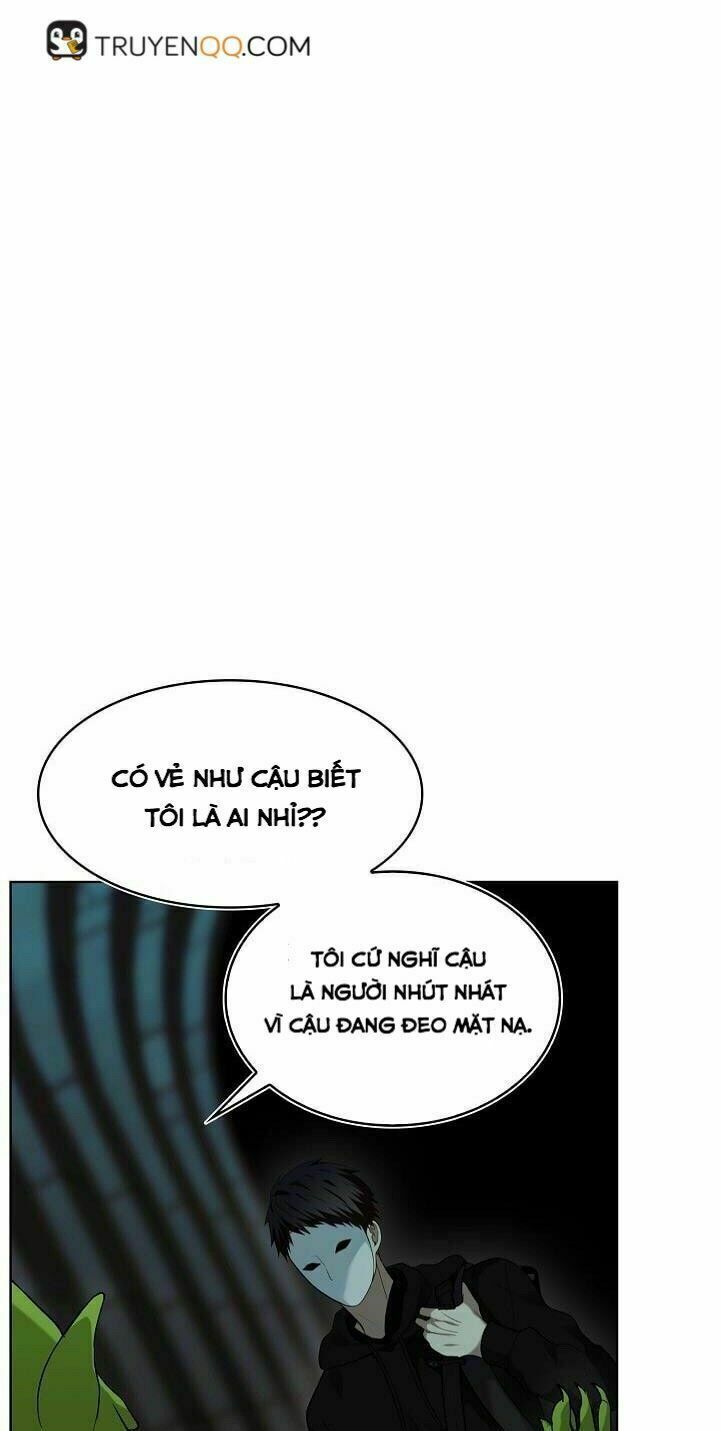 TRUYENQQ.COM
CÓ VẺ NHƯ CẬU BIẾT
TÔI LÀ AI NHỈ??
TÔI CỨ NGHĨ CẬU
LÀ NGƯỜI NHÚT NHÁT
VÌ CẬU ĐANG ĐEO MẶT NẠ.